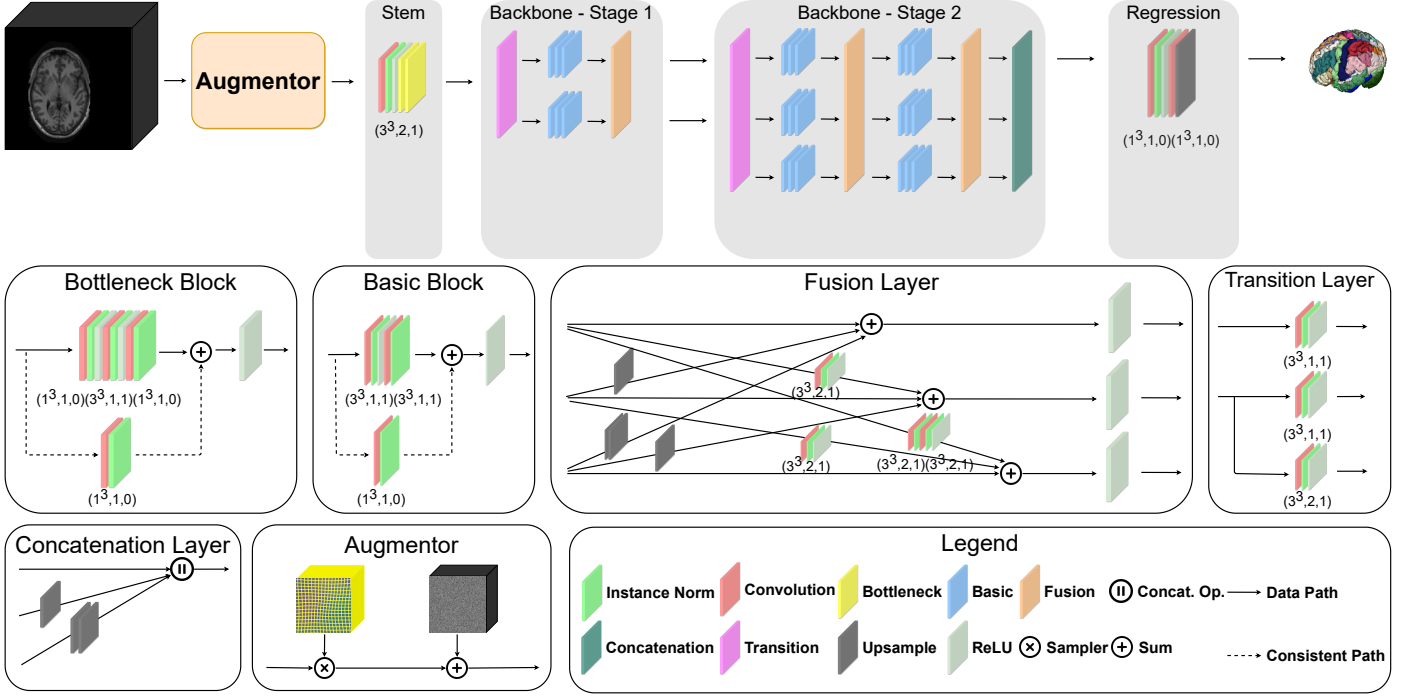 Stem
Backbone - Stage 1
Backbone - Stage 2
Regression
Augmentor
(3³,2,1)
(1³,1,0)(1³,1,0)
Bottleneck Block
(1³,1,0)(3³,1,1)(1³,1,0)
(1³,1,0)
Basic Block
(3³,1,1)(3³,1,1)
(1³,1,0)
Fusion Layer
(3³,2,1)
(3³,2,1)
(3³,2,1)(3³,2,1)
Transition Layer
(3³,1,1)
(3³,1,1)
(3³,2,1)
Concatenation Layer
Augmentor
Legend
Instance Norm
Convolution
Bottleneck
Basic
Fusion
Concat. Op.
Data Path
Concatenation
Transition
Upsample
ReLU
Sampler
Sum
Consistent Path